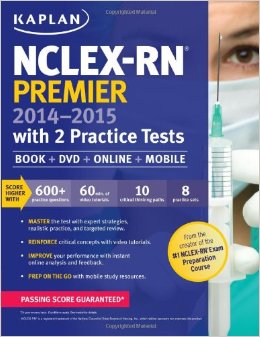 KAPLAN
NCLEX-RN®
PREMIER
2014–2015
with 2 Practice Tests
BOOK + DVD + ONLINE + MOBILE
SCORE
HIGHER
WITH
600+
practice questions
60 min.
of video tutorials
10
critical thinking paths
8
practice sets
• MASTER the test with expert strategies,
realistic practice, and targeted review.
• REINFORCE critical concepts with video tutorials.
• IMPROVE your performance with instant
online analysis and feedback.
• PREP ON THE GO with mobile study resources.
From the
creator of the
#1 NCLEX-RN Exam
Preparation
Course
PASSING SCORE GUARANTEED*